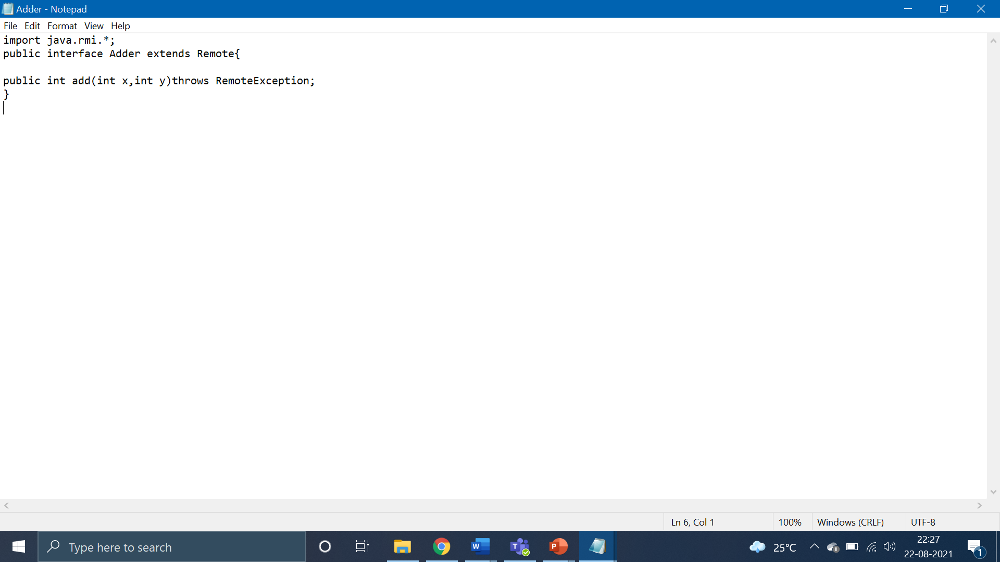 Adder - Notepad
File Edit Format View Help
import java.rmi.*;
public interface Adder extends Remote{
public int add(int x,int y)throws RemoteException;
}
Ln 6, Col 1 100% Windows (CRLF) UTF-8
Type here to search
W
T
P
25°C
22:27
22-08-2021
1